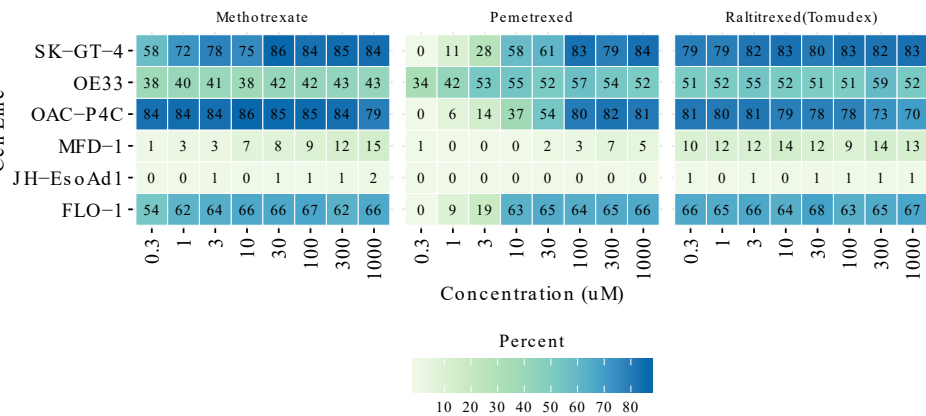 Methotrexate Pemetrexed Raltitrexed(Tomudex)
SK-GT-4 58 72 78 75 86 84 85 84 0 11 28 58 61 83 79 84 79 79 82 83 80 83 82 83
OE33 38 40 41 38 42 42 43 43 34 42 53 55 52 57 54 52 51 52 55 52 51 51 59 52
OAC-P4C 84 84 84 86 85 85 84 79 0 6 14 37 54 80 82 81 81 80 81 79 78 78 73 70
MFD-1 1 3 3 7 8 9 12 15 1 0 0 0 2 3 7 5 10 12 12 14 12 9 14 13
JH-EsoAd1 0 0 1 0 1 1 1 2 0 0 0 0 0 0 0 0 1 0 1 0 1 1 1 1
FLO-1 54 62 64 66 66 67 62 66 0 9 19 63 65 64 65 66 66 65 66 64 68 63 65 67
0.3 1 3 10 30 100 300 1000 0.3 1 3 10 30 100 300 1000 0.3 1 3 10 30 100 300 1000
Concentration (uM)
Percent
10 20 30 40 50 60 70 80